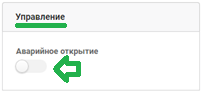 Управление
Аварийное открытие